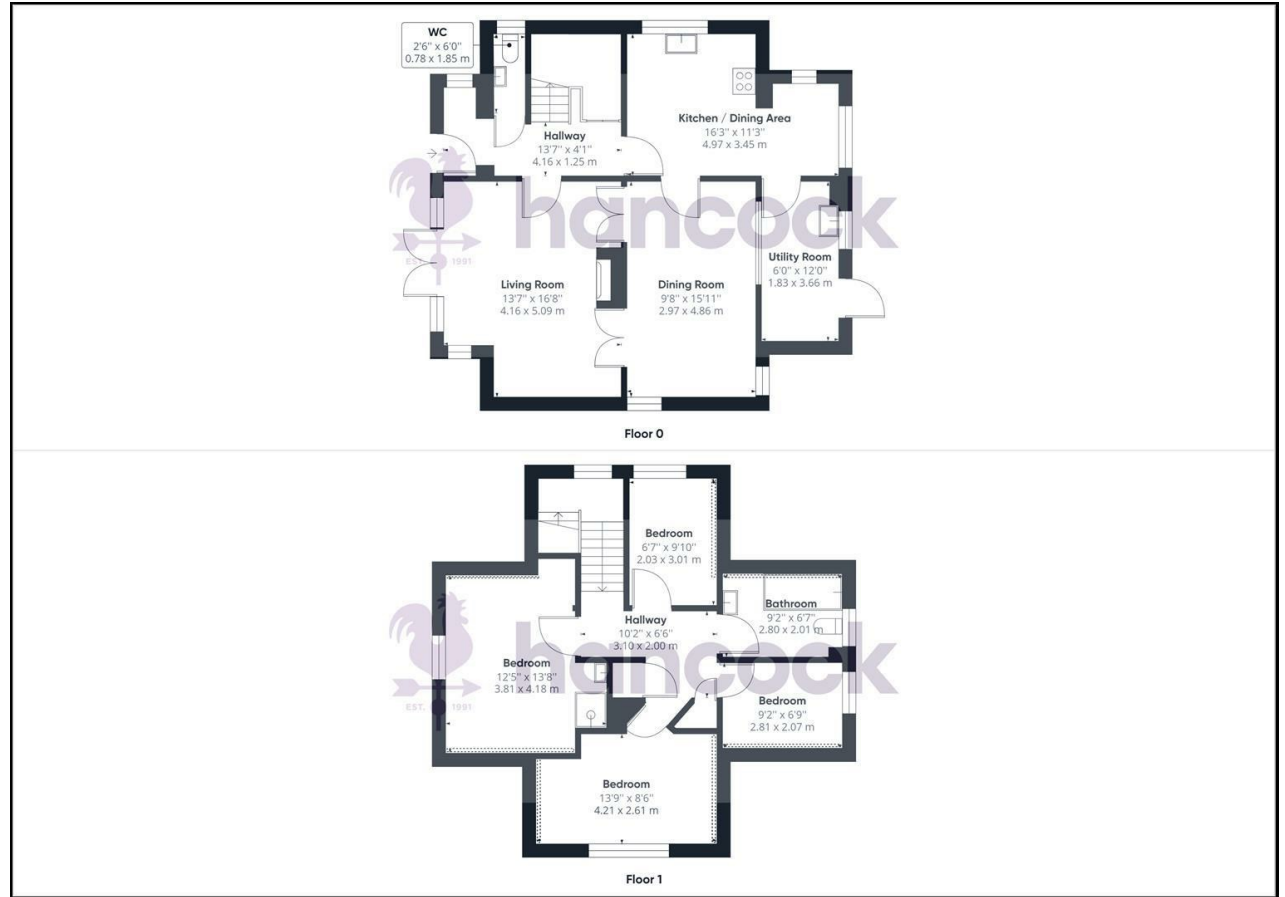 WC
2'6" x 6'0"
0.78 x 1.85 m
Kitchen / Dining Area
16'3" x 11'3"
4.97 x 3.45 m
Hallway
13'7" x 4'1"
4.16 x 1.25 m
hancock
EST. 1991
Utility Room
6'0" x 12'0"
1.83 x 3.66 m
Living Room
13'7" x 16'8"
4.16 x 5.09 m
Dining Room
9'8" x 15'11"
2.97 x 4.86 m
Floor 0
Bedroom
6'7" x 9'10"
2.03 x 3.01 m
Bathroom
9'2" x 6'7"
2.80 x 2.01 m
Hallway
10'2" x 6'6"
3.10 x 2.00 m
hancock
EST. 1991
Bedroom
12'5" x 13'8"
3.81 x 4.18 m
Bedroom
9'2" x 6'9"
2.81 x 2.07 m
Bedroom
13'9" x 8'6"
4.21 x 2.61 m
Floor 1